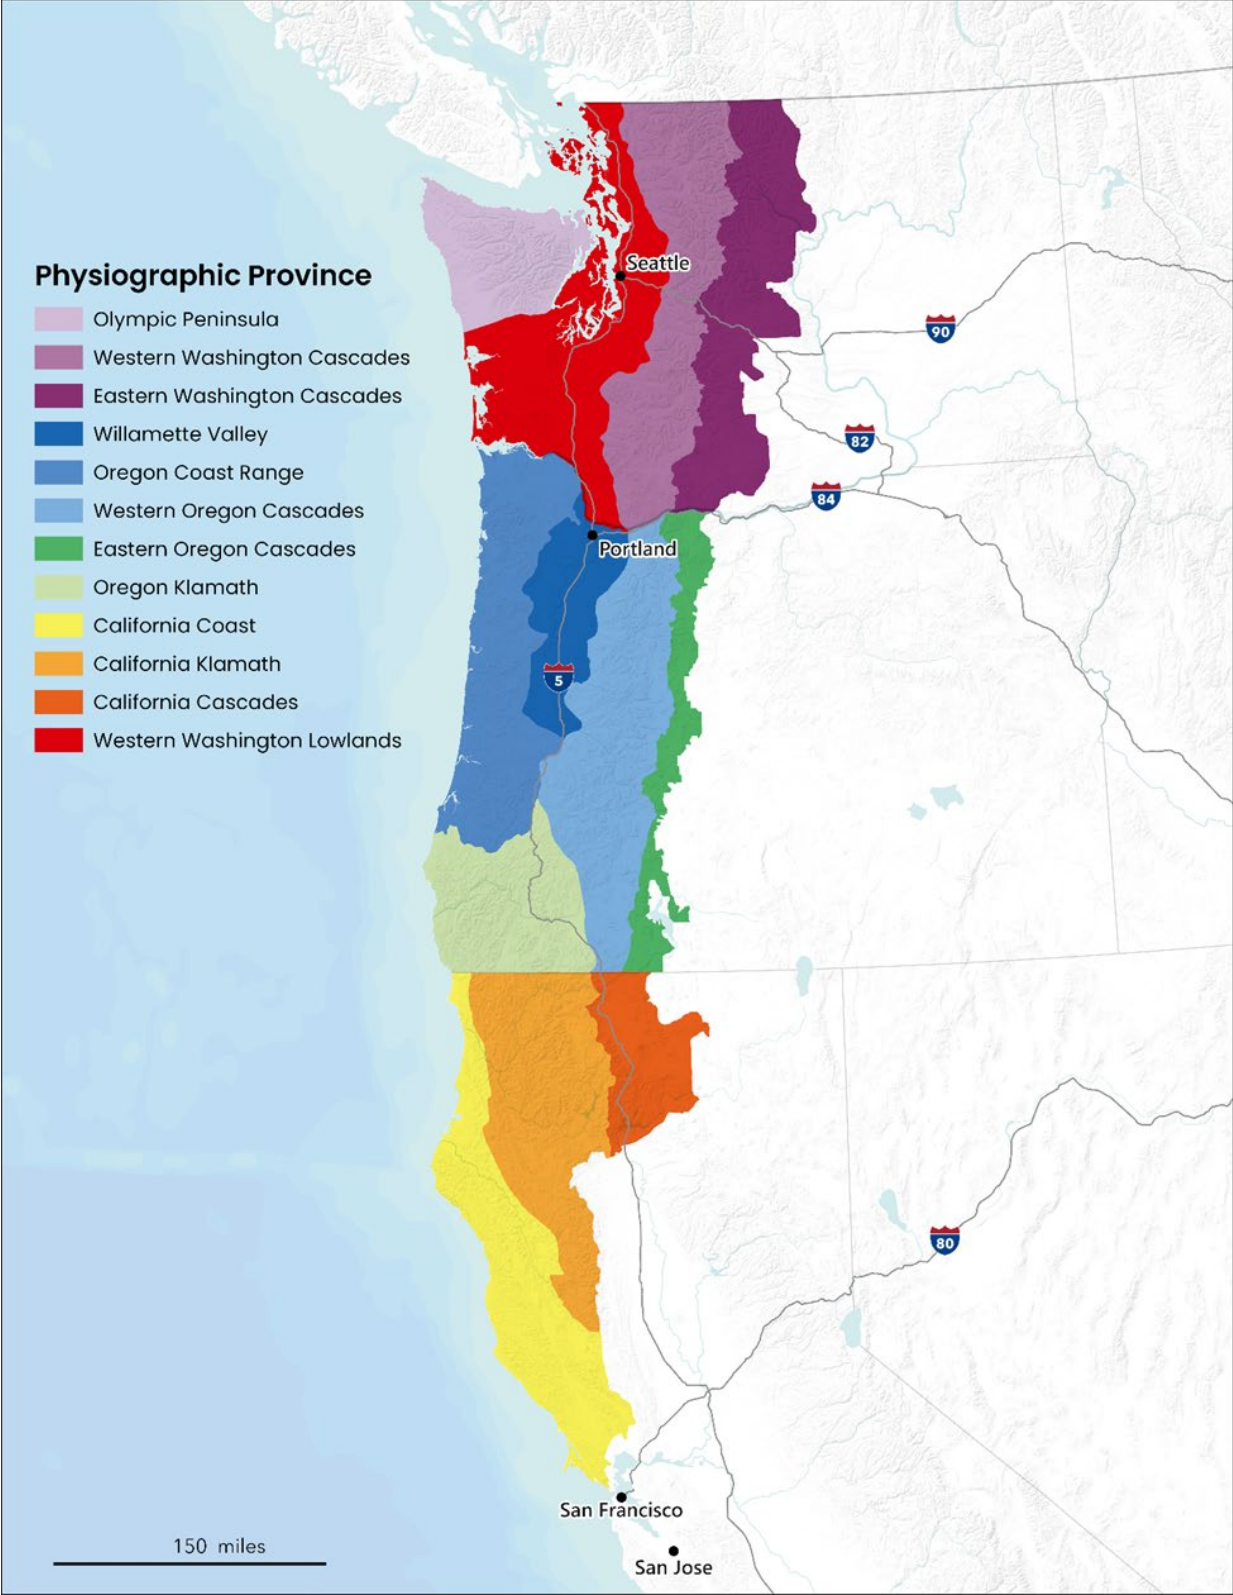 Seattle
Physiographic Province
Olympic Peninsula
Western Washington Cascades
Eastern Washington Cascades
Willamette Valley
Oregon Coast Range
Western Oregon Cascades
Eastern Oregon Cascades
Oregon Klamath
California Coast
California Klamath
California Cascades
Western Washington Lowlands
90
82
84
Portland
5
80
San Francisco
150 miles
San Jose